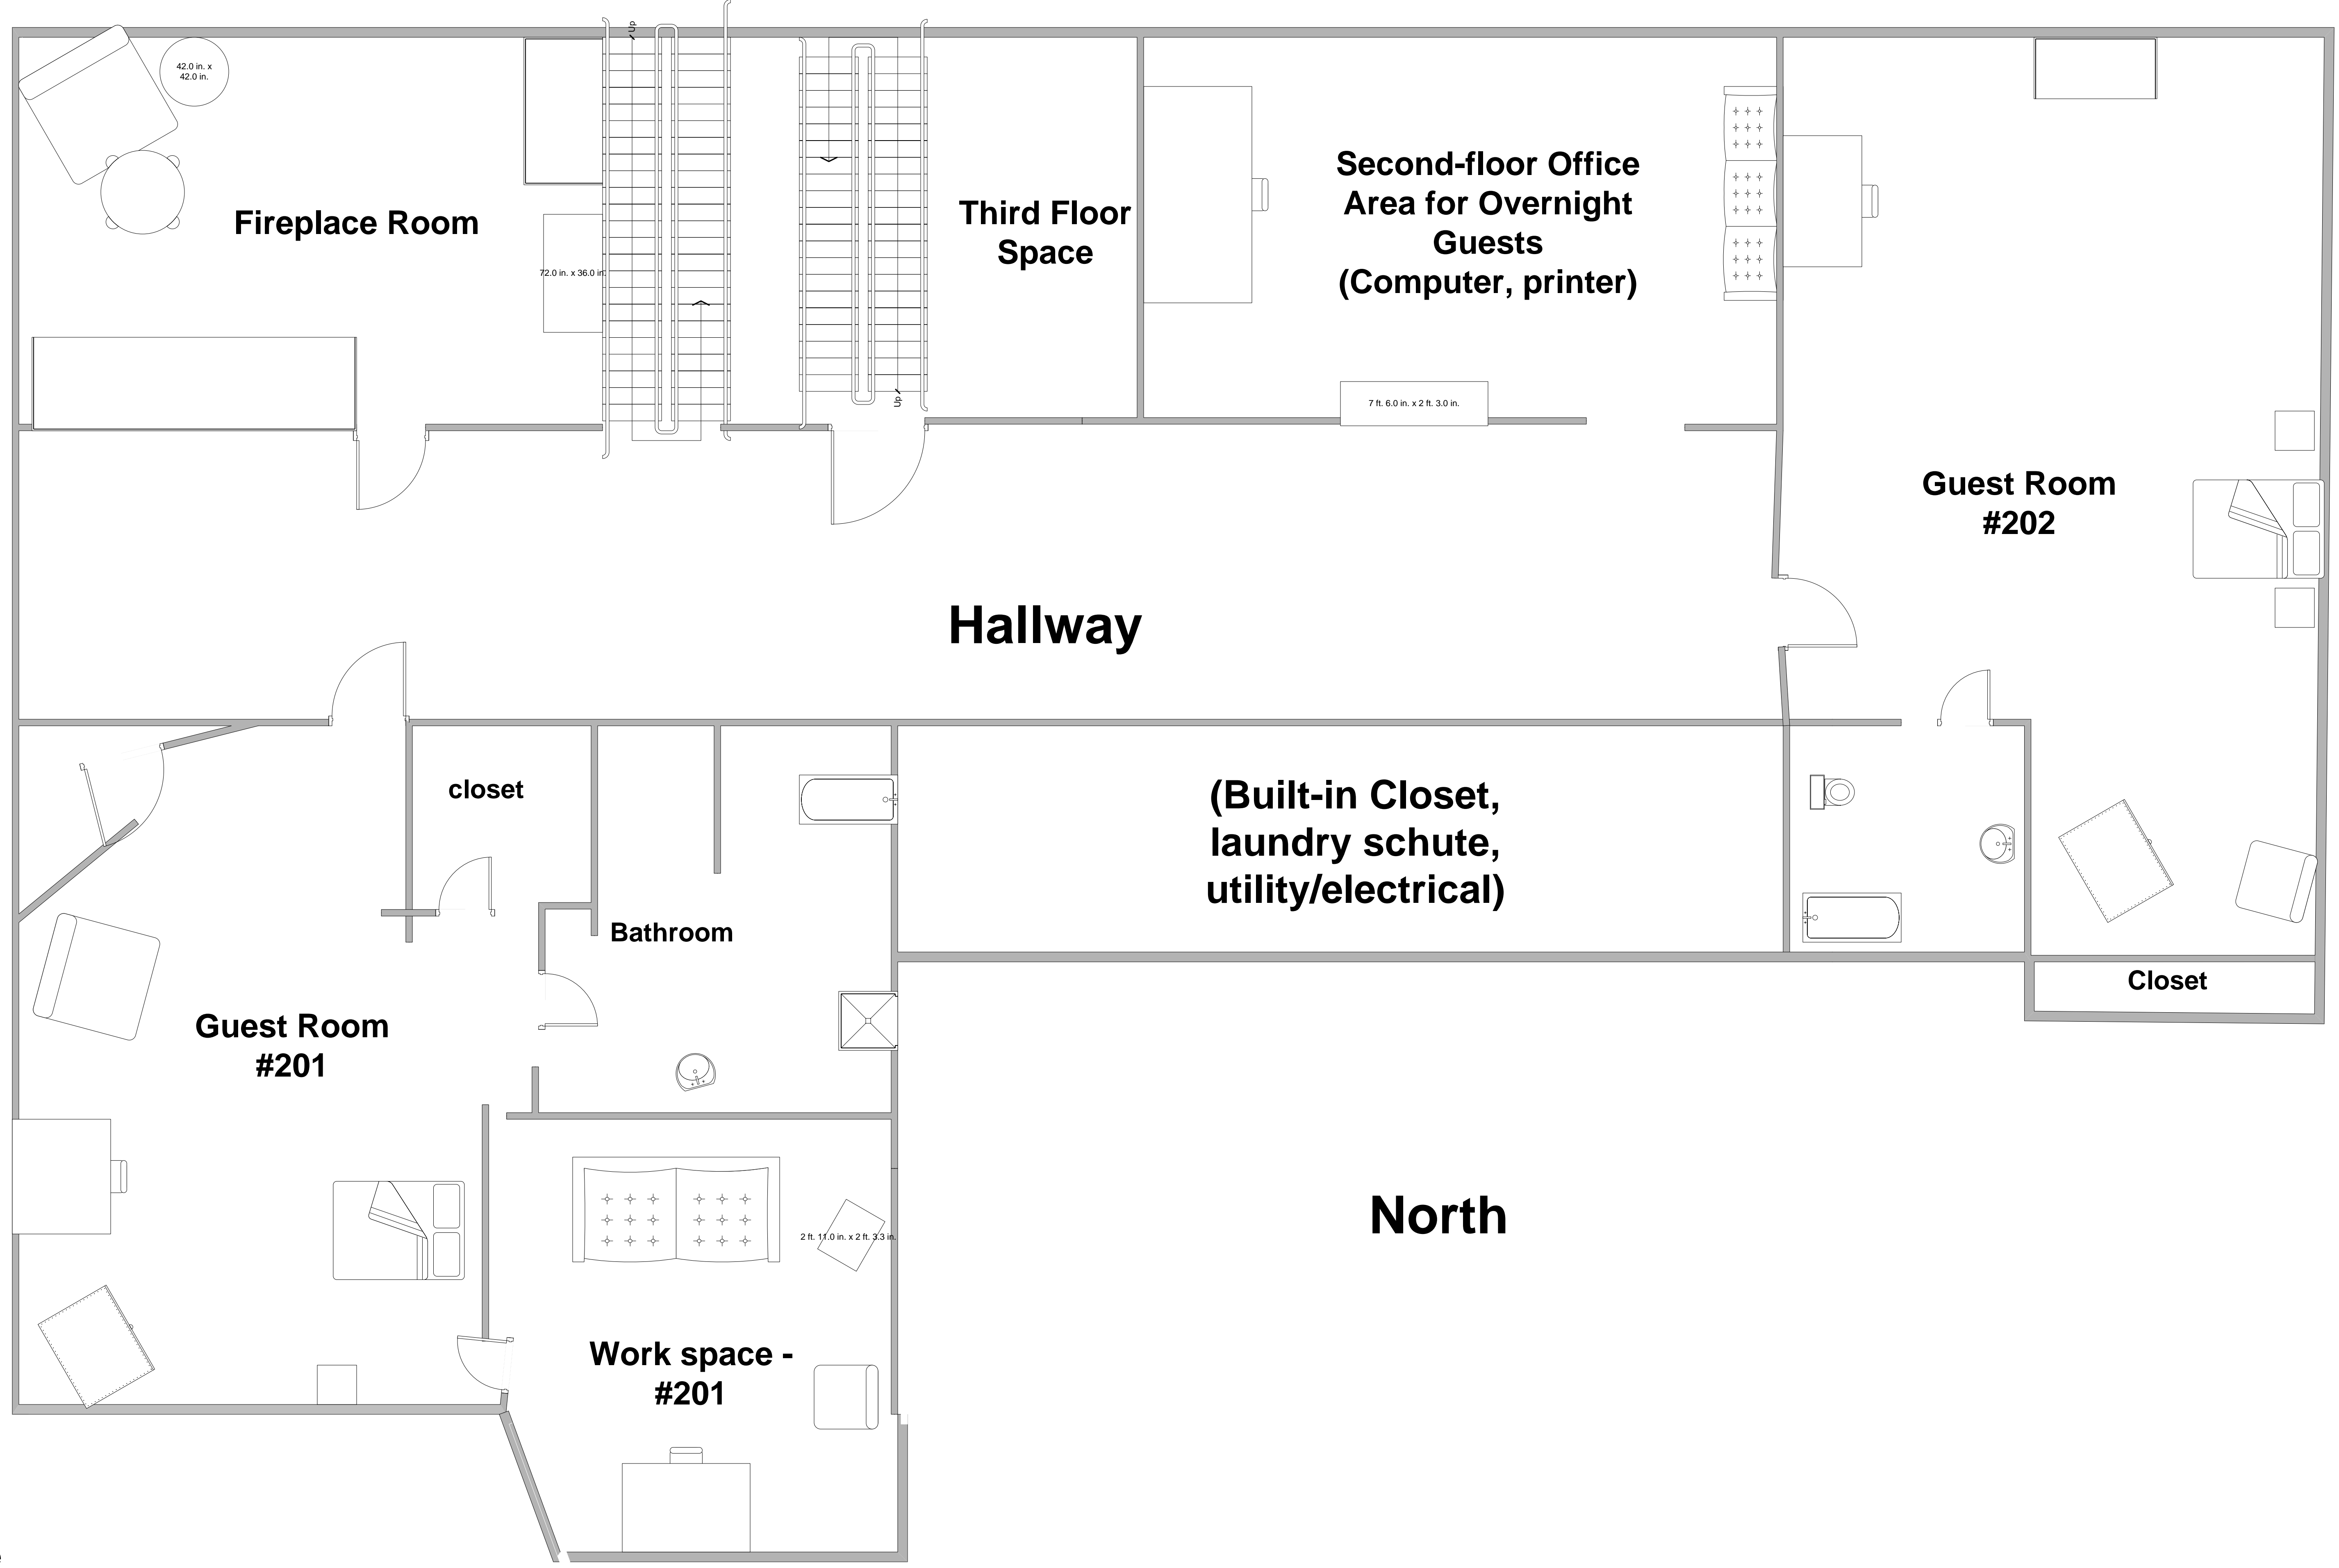 Up
42.0 in. x
42.0 in.
Fireplace Room
72.0 in. x 36.0 in.
Third Floor
Space
Up
Second-floor Office
Area for Overnight
Guests
(Computer, printer)
7 ft. 6.0 in. x 2 ft. 3.0 in.
Guest Room
#202
Hallway
closet
(Built-in Closet,
laundry schute,
utility/electrical)
Bathroom
Closet
Guest Room
#201
North
2 ft. 11.0 in. x 2 ft. 3.3 in.
Work space -
#201